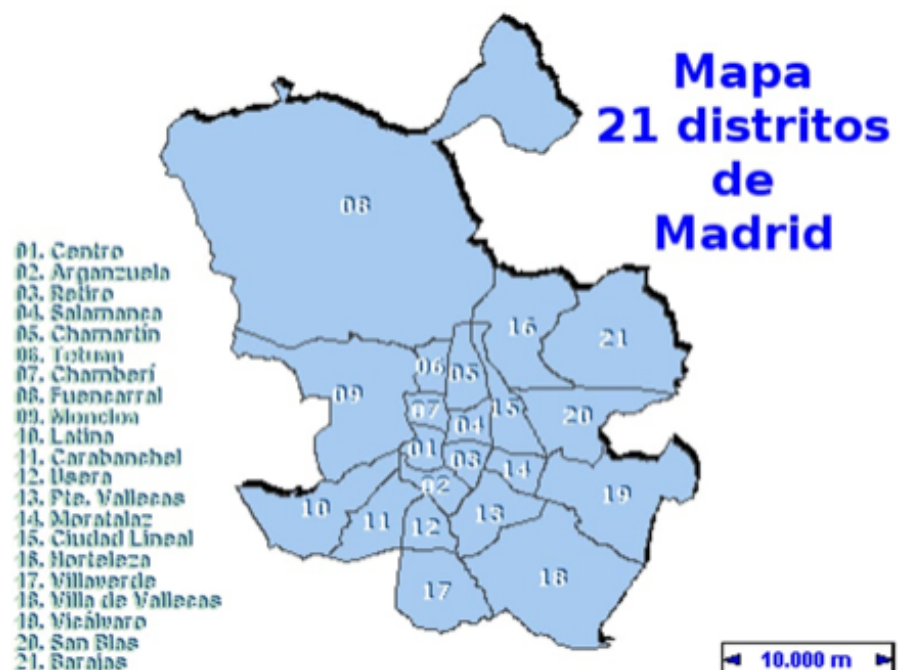 Mapa
21 distritos
de
Madrid
08
16
21
06
05
09
07
15
20
04
01
03
14
02
19
10
11
12
13
18
17
01. Centro
02. Arganzuela
03. Retiro
04. Salamanca
05. Chamartín
06. Tetuan
07. Chamberí
08. Fuencarral
09. Moncloa
10. Latina
11. Carabanchel
12. Usera
13. Pte. Vallecas
14. Moratalaz
15. Ciudad Lineal
16. Horteleza
17. Villaverde
18. Villa de Vallecas
19. Vicálvaro
20. San Blas
21. Barajas
10.000 m